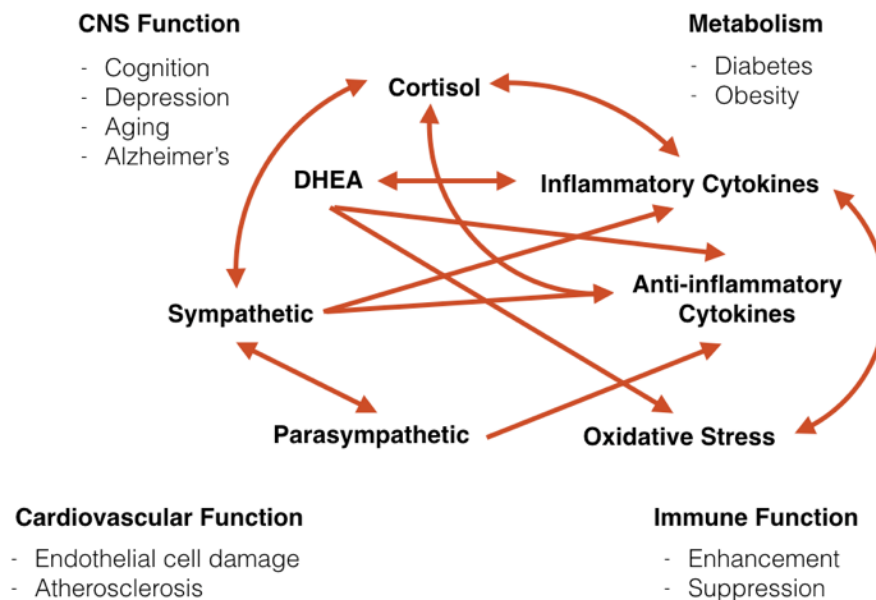 CNS Function
- Cognition
- Depression
- Aging
- Alzheimer’s
Metabolism
- Diabetes
- Obesity
Cortisol
DHEA
Inflammatory Cytokines
Anti-inflammatory
Cytokines
Sympathetic
Parasympathetic
Oxidative Stress
Cardiovascular Function
- Endothelial cell damage
- Atherosclerosis
Immune Function
- Enhancement
- Suppression